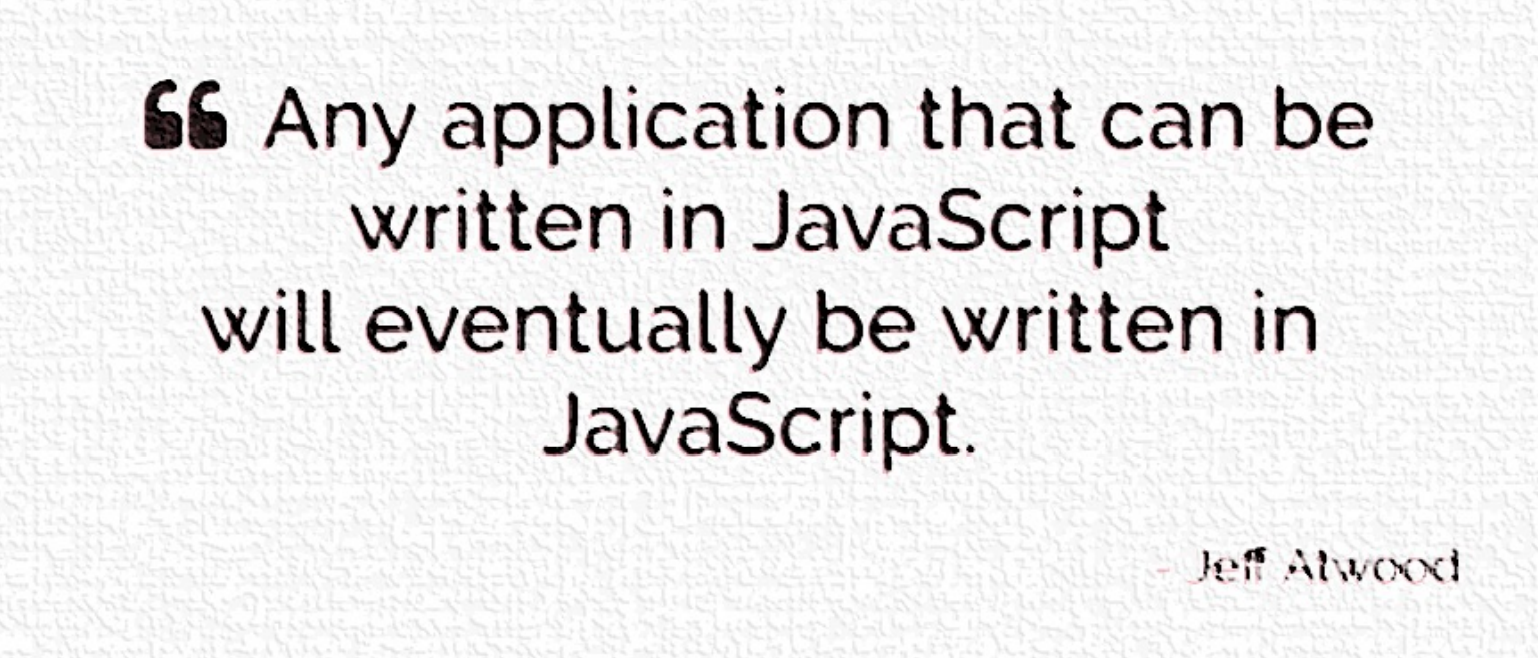 “ Any application that can be
written in JavaScript
will eventually be written in
JavaScript.
- Jeff Atwood